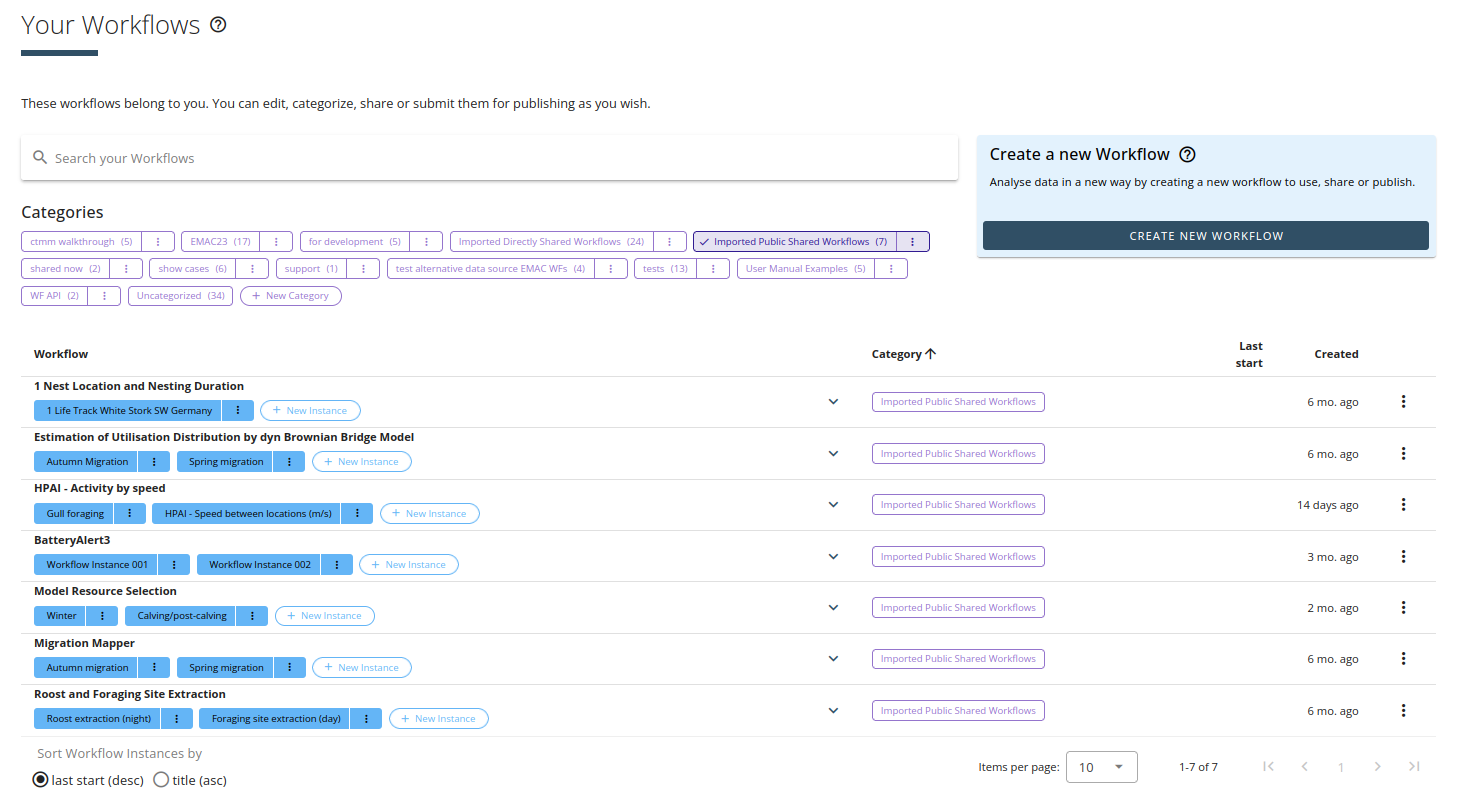 Your Workflows
These workflows belong to you. You can edit, categorize, share or submit them for publishing as you wish.
Search your Workflows
Create a new Workflow
Analyse data in a new way by creating a new workflow to use, share or publish.
CREATE NEW WORKFLOW
Categories
ctmm walkthrough (5) EMAC23 (17) for development (5) Imported Directly Shared Workflows (24) Imported Public Shared Workflows (7)
shared now (2) show cases (6) support (1) test alternative data source EMAC WFs (4) tests (13) User Manual Examples (5)
WF API (2) Uncategorized (34) + New Category
Workflow Category Last start Created
1 Nest Location and Nesting Duration
1 Life Track White Stork SW Germany + New Instance Imported Public Shared Workflows 6 mo. ago
Estimation of Utilisation Distribution by dyn Brownian Bridge Model
Autumn Migration Spring migration + New Instance Imported Public Shared Workflows 6 mo. ago
HPAI - Activity by speed
Gull foraging HPAI - Speed between locations (m/s) + New Instance Imported Public Shared Workflows 14 days ago
BatteryAlert3
Workflow Instance 001 Workflow Instance 002 + New Instance Imported Public Shared Workflows 3 mo. ago
Model Resource Selection
Winter Calving/post-calving + New Instance Imported Public Shared Workflows 2 mo. ago
Migration Mapper
Autumn migration Spring migration + New Instance Imported Public Shared Workflows 6 mo. ago
Roost and Foraging Site Extraction
Roost extraction (night) Foraging site extraction (day) + New Instance Imported Public Shared Workflows 6 mo. ago
Sort Workflow Instances by
last start (desc) title (asc)
Items per page: 10 1-7 of 7 1